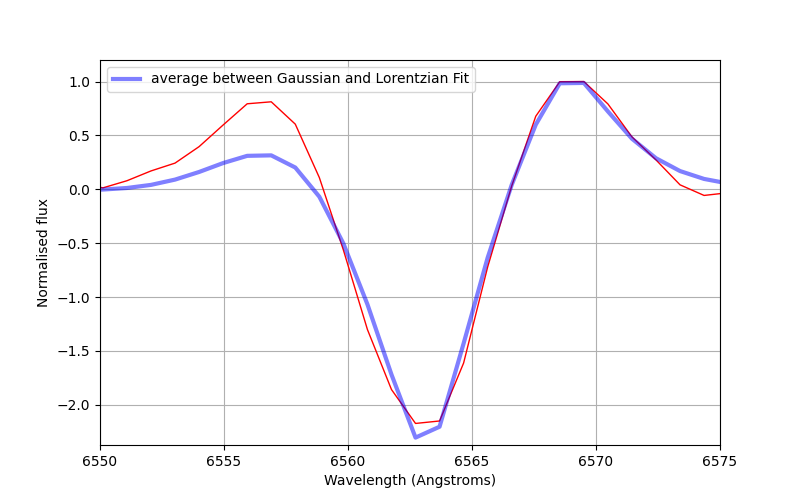 average between Gaussian and Lorentzian Fit
1.0
0.5
0.0
−0.5
−1.0
−1.5
−2.0
Normalised flux
6550 6555 6560 6565 6570 6575
Wavelength (Angstroms)